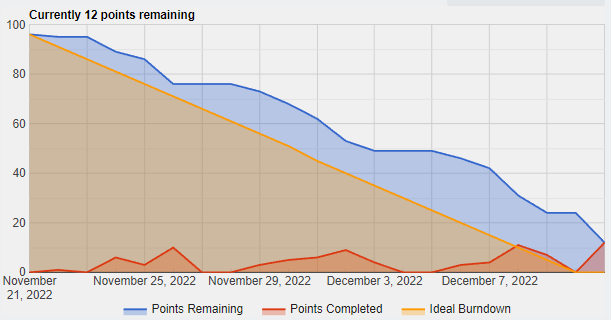 Currently 12 points remaining
100
80
60
40
20
0
November
21, 2022
November 25, 2022
November 29, 2022
December 3, 2022
December 7, 2022
Points Remaining
Points Completed
Ideal Burndown